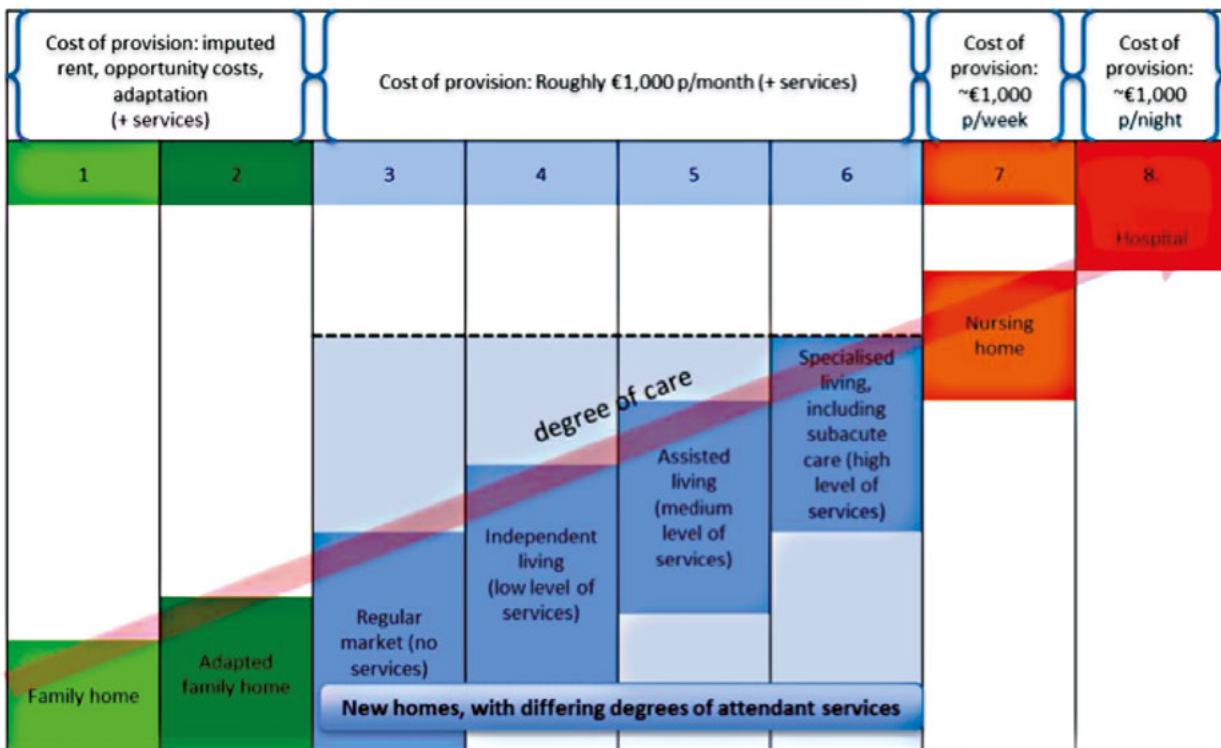 Cost of provision: imputed
rent, opportunity costs,
adaptation
(+ services)
Cost of provision: Roughly €1,000 p/month (+ services)
Cost of
provision:
~€1,000
p/week
Cost of
provision:
~€1,000
p/night
1
2
3
4
5
6
7
8
Hospital
Nursing
home
degree of care
Specialised
living,
including
subacute
care (high
level of
services)
Assisted
living
(medium
level of
services)
Independent
living
(low level of
services)
Regular
market (no
services)
Adapted
family home
Family home
New homes, with differing degrees of attendant services